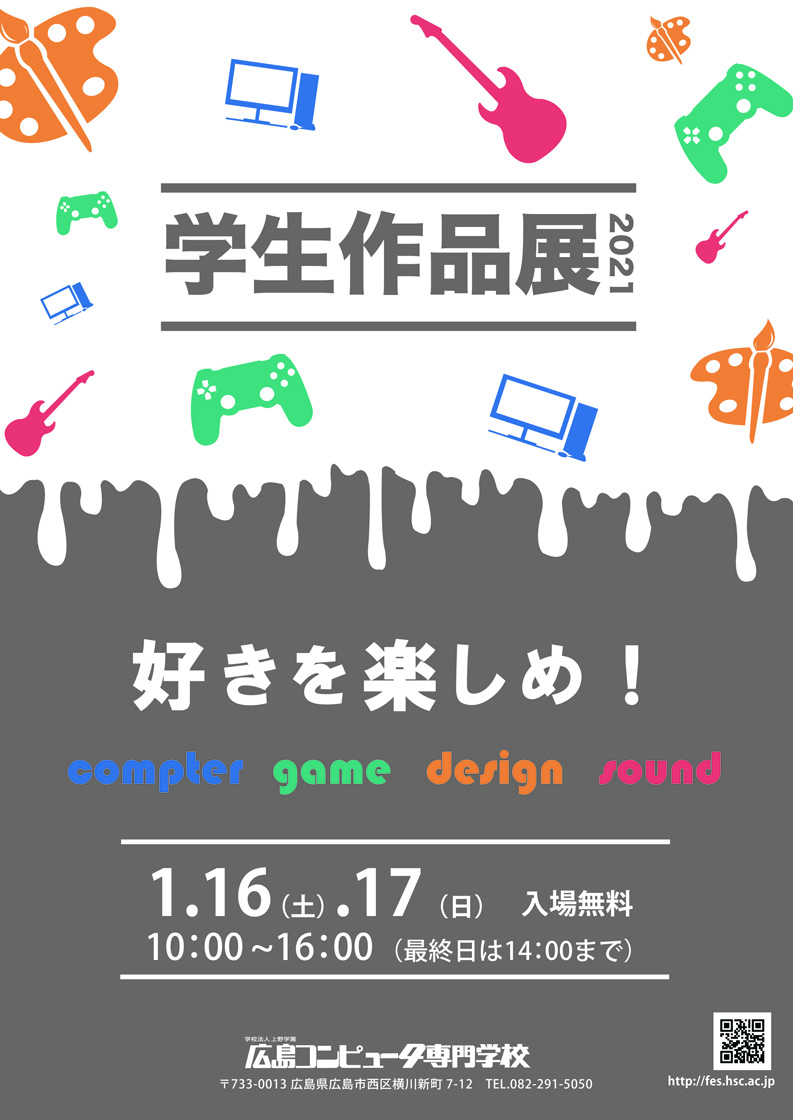 学生作品展
2021
好きを楽しめ！
compter game design sound
1.16（土）.17（日） 入場無料
10：00～16：00（最終日は14：00まで）
学校法人上野学園
広島コンピュータ専門学校
〒733-0013 広島県広島市西区横川新町 7-12 TEL.082-291-5050
http://fes.hsc.ac.jp